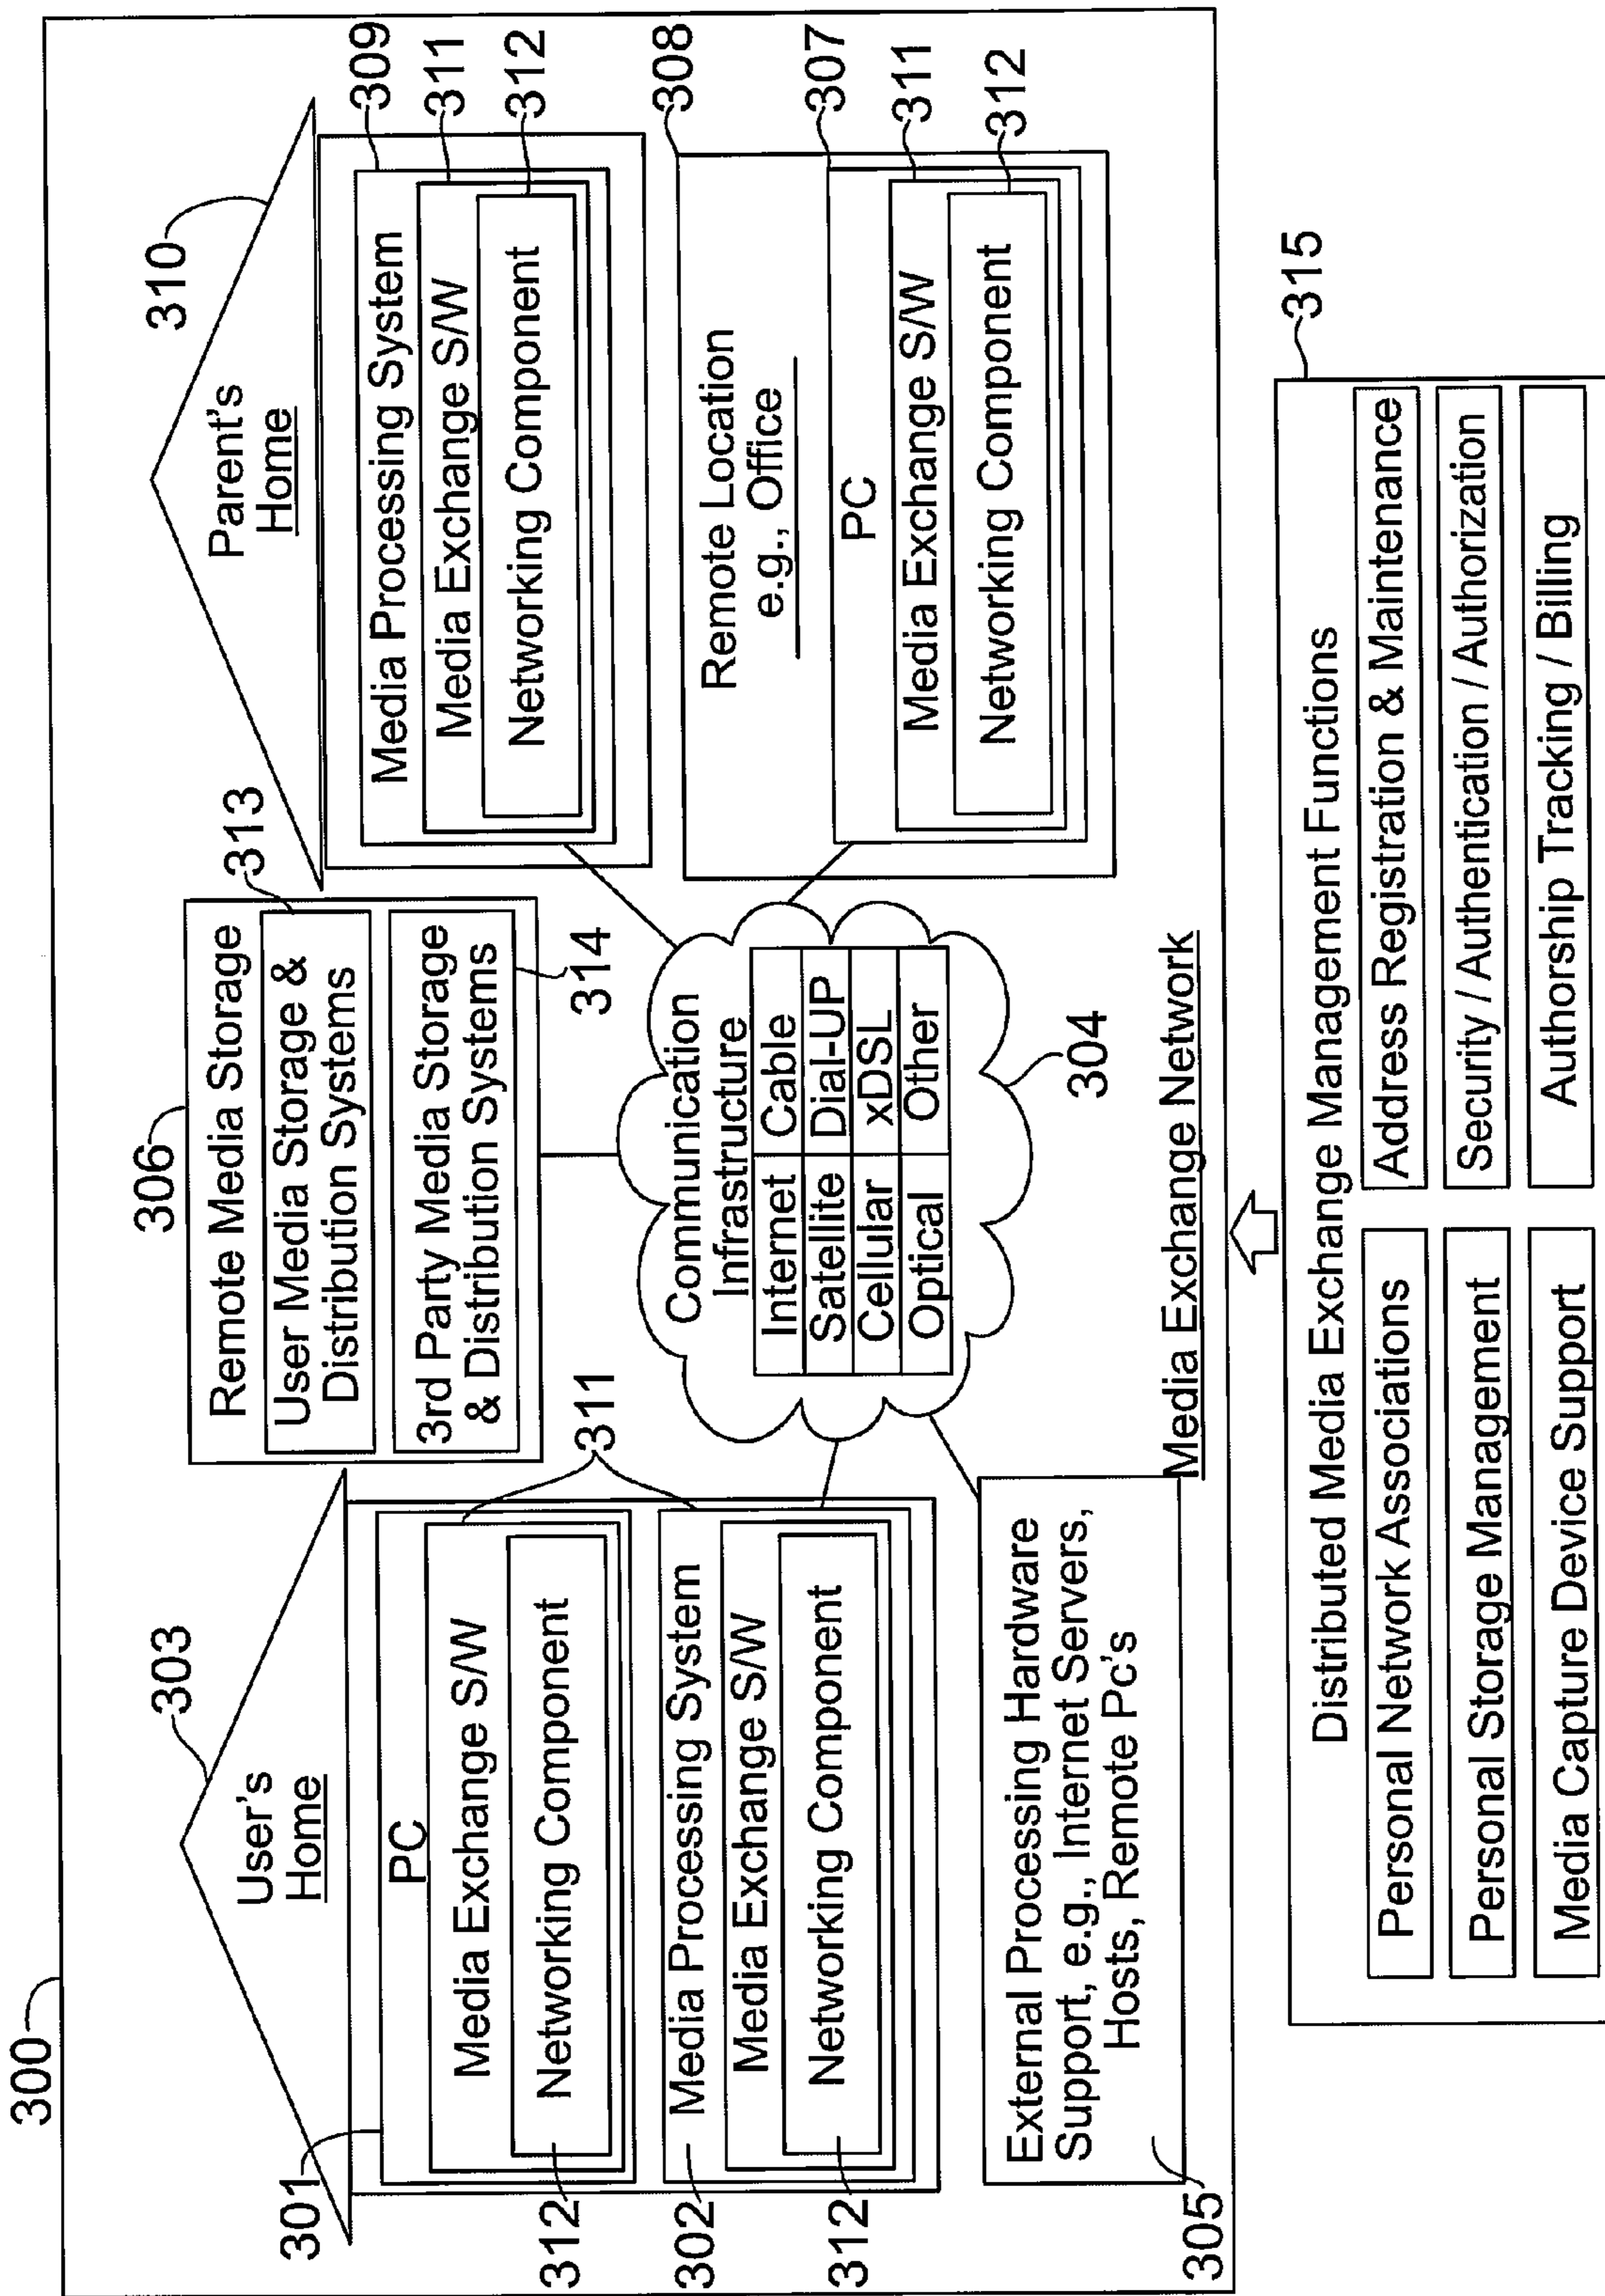 300
303
User's
Home
301
PC
Media Exchange S/W
Networking Component
312
311
302
Media Processing System
Media Exchange S/W
Networking Component
312
External Processing Hardware
Support, e.g., Internet Servers,
Hosts, Remote Pc's
305
306
Remote Media Storage
313
User Media Storage &
Distribution Systems
3rd Party Media Storage
& Distribution Systems
314
Communication
Infrastructure
Internet Cable
Satellite Dial-UP
Cellular xDSL
Optical Other
304
Media Exchange Network
310
Parent's
Home
309
Media Processing System
311
Media Exchange S/W
312
Networking Component
308
Remote Location
e.g., Office
307
PC
311
Media Exchange S/W
312
Networking Component
315
Distributed Media Exchange Management Functions
Personal Network Associations
Address Registration & Maintenance
Personal Storage Management
Security / Authentication / Authorization
Media Capture Device Support
Authorship Tracking / Billing